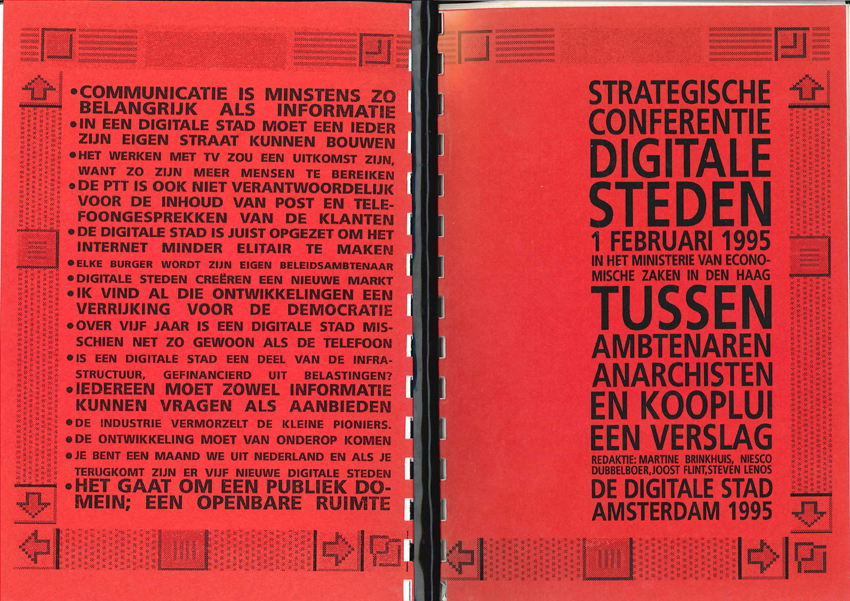 •COMMUNICATIE IS MINSTENS ZO
BELANGRIJK ALS INFORMATIE
•IN EEN DIGITALE STAD MOET EEN IEDER
ZIJN EIGEN STRAAT KUNNEN BOUWEN
•HET WERKEN MET TV ZOU EEN UITKOMST ZIJN,
WANT ZO ZIJN MEER MENSEN TE BEREIKEN
•DE PTT IS OOK NIET VERANTWOORDELIJK
VOOR DE INHOUD VAN POST EN TELE-
FOONGESPREKKEN VAN DE KLANTEN
•DE DIGITALE STAD IS JUIST OPGEZET OM HET
INTERNET MINDER ELITAIR TE MAKEN
•ELKE BURGER WORDT ZIJN EIGEN BELEIDSAMBTENAAR
•DIGITALE STEDEN CREËREN EEN NIEUWE MARKT
•IK VIND AL DIE ONTWIKKELINGEN EEN
VERRIJKING VOOR DE DEMOCRATIE
•OVER VIJF JAAR IS EEN DIGITALE STAD MIS-
SCHIEN NET ZO GEWOON ALS DE TELEFOON
•IS EEN DIGITALE STAD EEN DEEL VAN DE INFRA-
STRUCTUUR, GEFINANCIERD UIT BELASTINGEN?
•IEDEREEN MOET ZOWEL INFORMATIE
KUNNEN VRAGEN ALS AANBIEDEN
•DE INDUSTRIE VERMORZELT DE KLEINE PIONIERS.
•DE ONTWIKKELING MOET VAN ONDEROP KOMEN
•JE BENT EEN MAAND WE UIT NEDERLAND EN ALS JE
TERUGKOMT ZIJN ER VIJF NIEUWE DIGITALE STEDEN
•HET GAAT OM EEN PUBLIEK DO-
MEIN; EEN OPENBARE RUIMTE
STRATEGISCHE
CONFERENTIE
DIGITALE
STEDEN
1 FEBRUARI 1995
IN HET MINISTERIE VAN ECONO-
MISCHE ZAKEN IN DEN HAAG
TUSSEN
AMBTENAREN
ANARCHISTEN
EN KOOPLUI
EEN VERSLAG
REDAKTIE: MARTINE BRINKHUIS, NIESCO
DUBBELBOER,JOOST FLINT,STEVEN LENOS
DE DIGITALE STAD
AMSTERDAM 1995